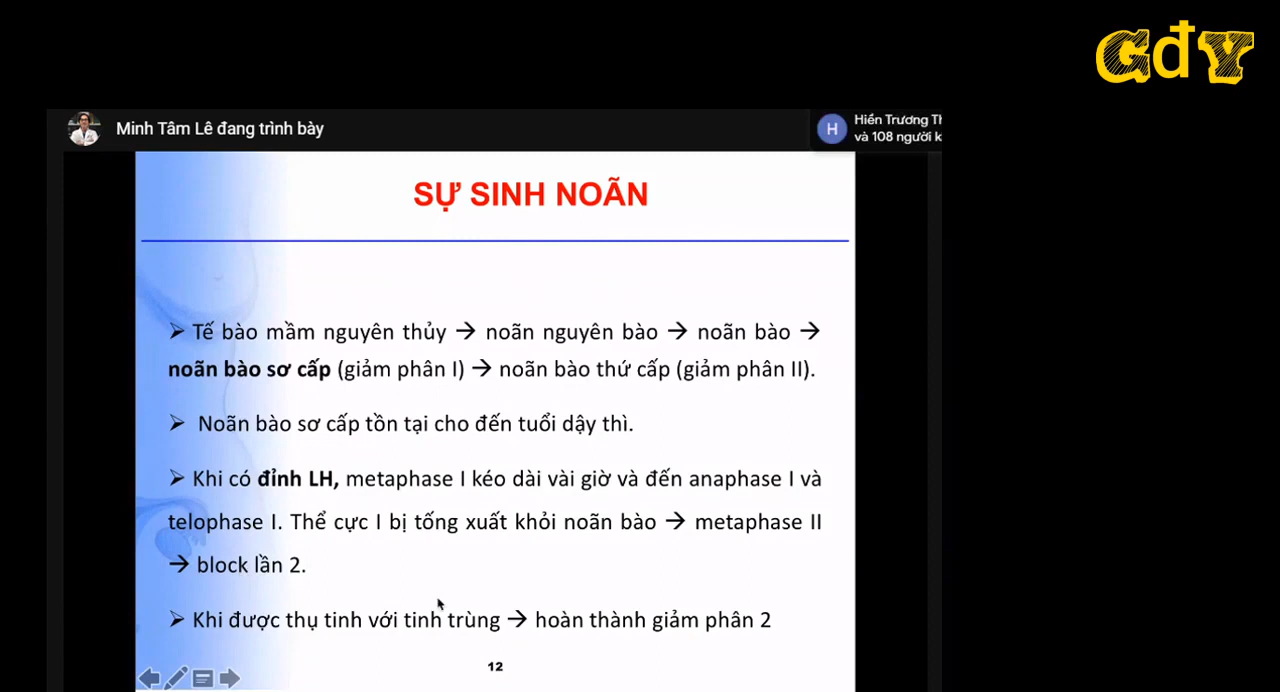 GđY
Minh Tâm Lê đang trình bày
H
Hiền Trương Th
và 108 người k
SỰ SINH NOÃN
➢ Tế bào mầm nguyên thủy → noãn nguyên bào → noãn bào →
noãn bào sơ cấp (giảm phân I) → noãn bào thứ cấp (giảm phân II).
➢ Noãn bào sơ cấp tồn tại cho đến tuổi dậy thì.
➢ Khi có đỉnh LH, metaphase I kéo dài vài giờ và đến anaphase I và
telophase I. Thể cực I bị tống xuất khỏi noãn bào → metaphase II
→ block lần 2.
➢ Khi được thụ tinh với tinh trùng → hoàn thành giảm phân 2
12